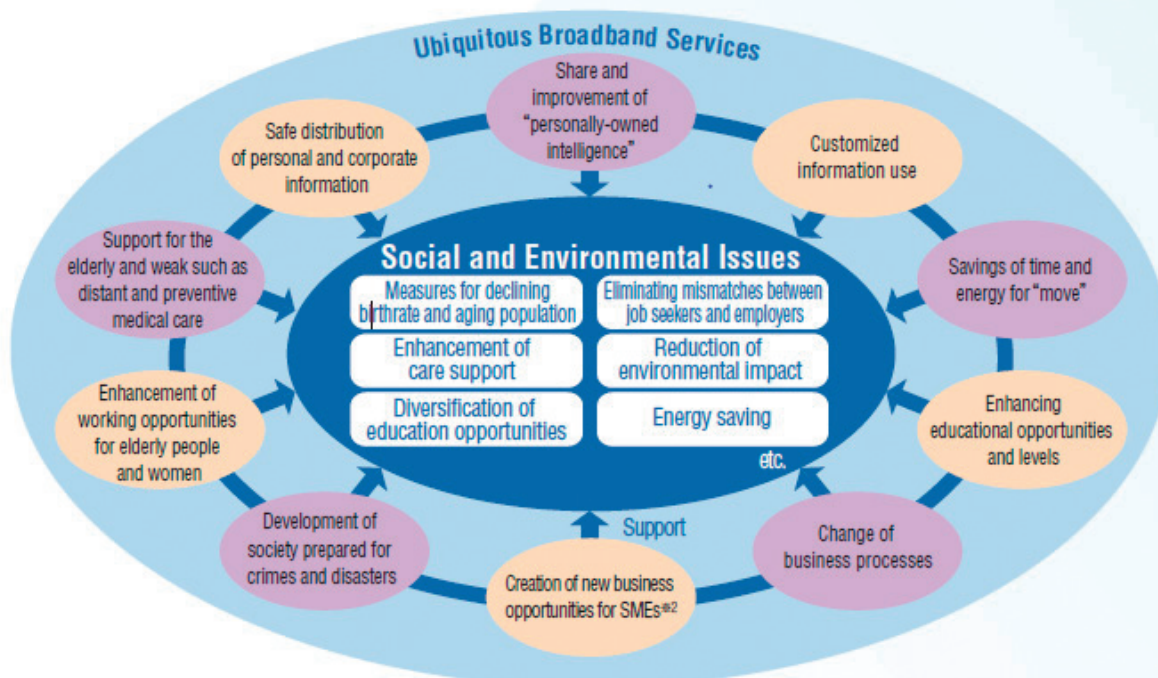 Ubiquitous Broadband Services
Share and
improvement of
“personally-owned
intelligence”
Safe distribution
of personal and corporate
information
Customized
information use
Support for the
elderly and weak such as
distant and preventive
medical care
Savings of time and
energy for “move”
Social and Environmental Issues
Measures for declining
birthrate and aging population
Eliminating mismatches between
job seekers and employers
Enhancement of
care support
Reduction of
environmental impact
Diversification of
education opportunities
Energy saving
etc.
Enhancement of
working opportunities
for elderly people
and women
Enhancing
educational opportunities
and levels
Development of
society prepared for
crimes and disasters
Support
Change of
business processes
Creation of new business
opportunities for SMEs※2